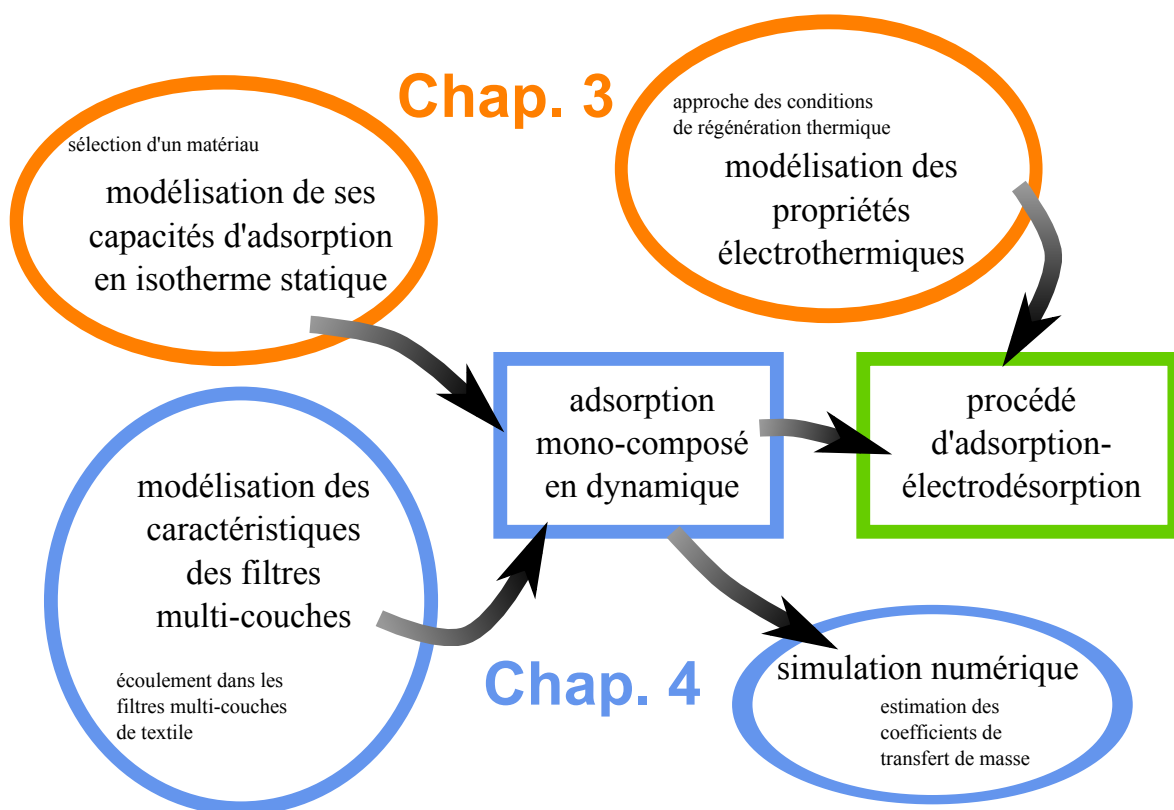 Chap. 3
sélection d'un matériau
modélisation de ses
capacités d'adsorption
en isotherme statique
approche des conditions
de régénération thermique
modélisation des
propriétés
électrothermiques
adsorption
mono-composé
en dynamique
procédé
d'adsorption-
électrodésorption
modélisation des
caractéristiques
des filtres
multi-couches
écoulement dans les
filtres multi-couches
de textile
Chap. 4
simulation numérique
estimation des
coefficients de
transfert de masse